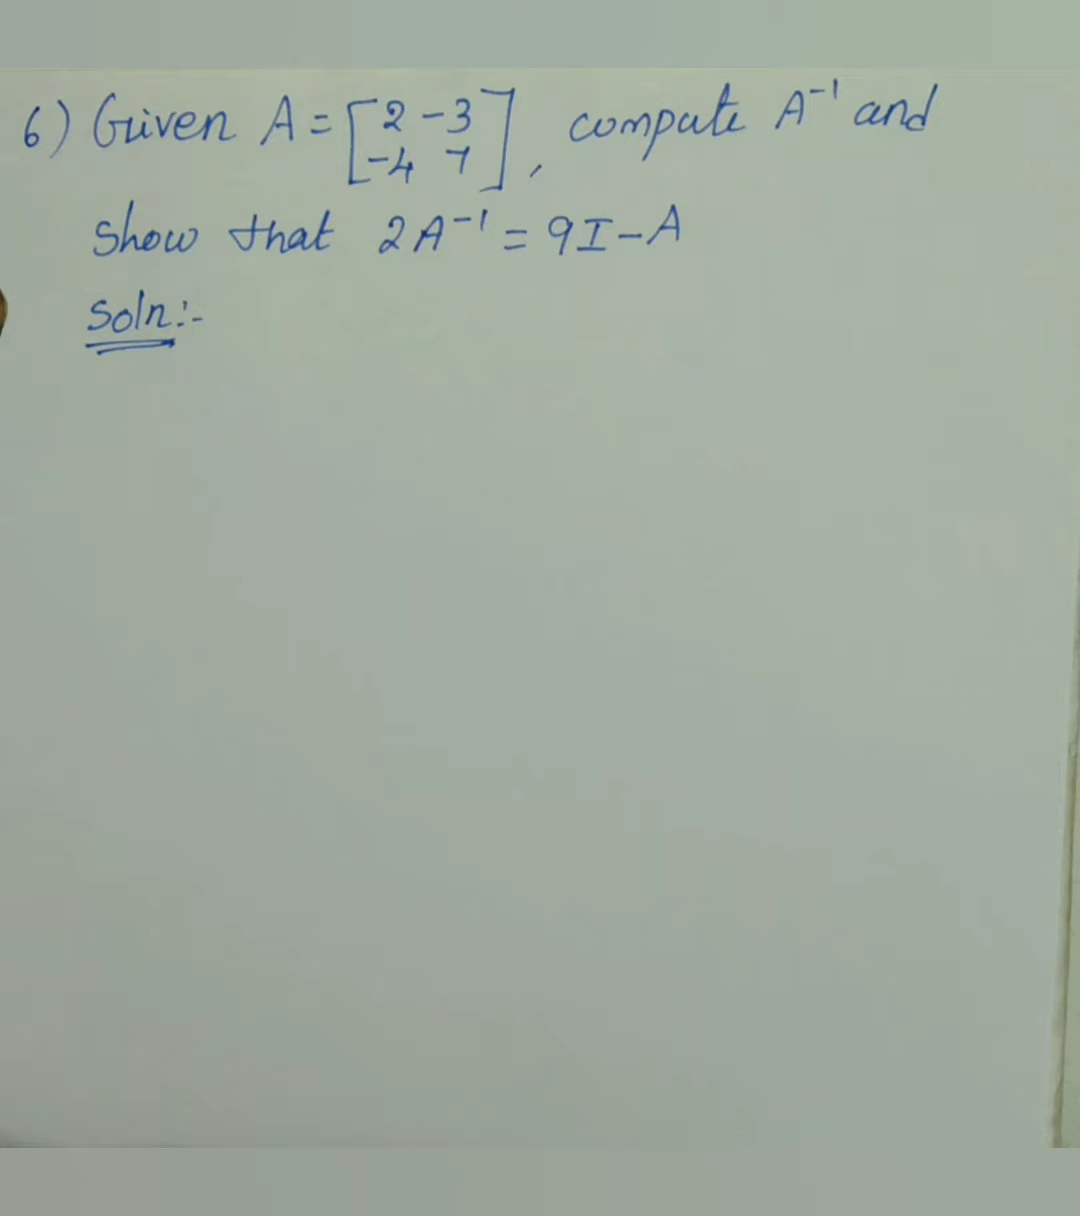 6) Given A = [2 -3
-4 7], compute A⁻¹ and
Show that 2A⁻¹ = 9I - A
Soln:-